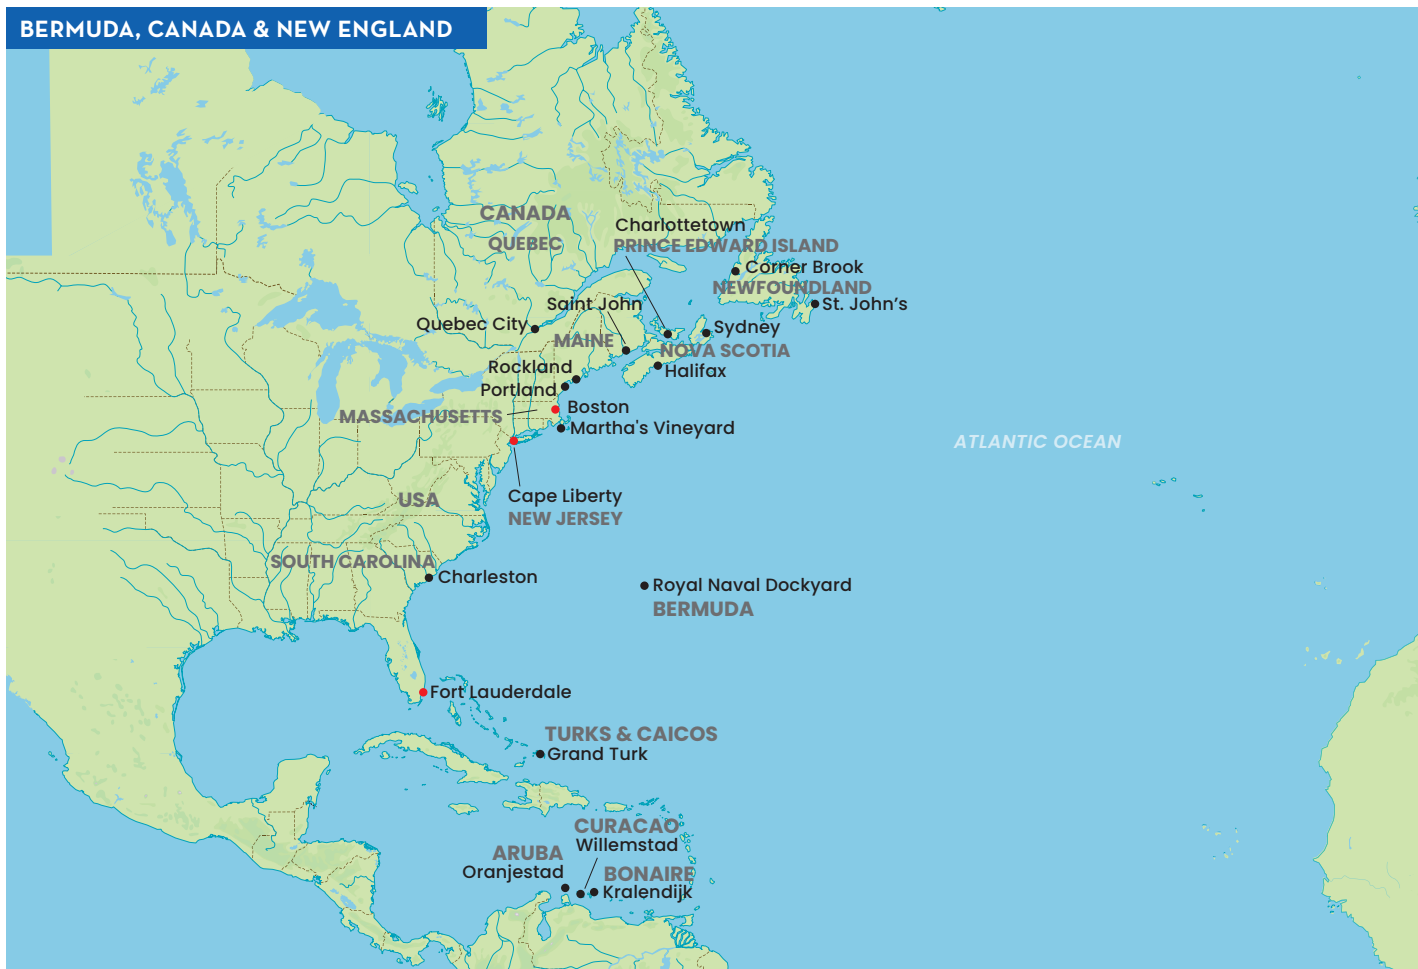 BERMUDA, CANADA & NEW ENGLAND
CANADA
QUEBEC
Charlottetown
PRINCE EDWARD ISLAND
Corner Brook
NEWFOUNDLAND
St. John’s
Saint John
Quebec City
Sydney
MAINE
NOVA SCOTIA
Rockland
Halifax
Portland
Boston
MASSACHUSETTS
Martha's Vineyard
ATLANTIC OCEAN
Cape Liberty
USA
NEW JERSEY
SOUTH CAROLINA
Charleston
Royal Naval Dockyard
BERMUDA
Fort Lauderdale
TURKS & CAICOS
Grand Turk
CURACAO
Willemstad
ARUBA
Oranjestad
BONAIRE
Kralendijk